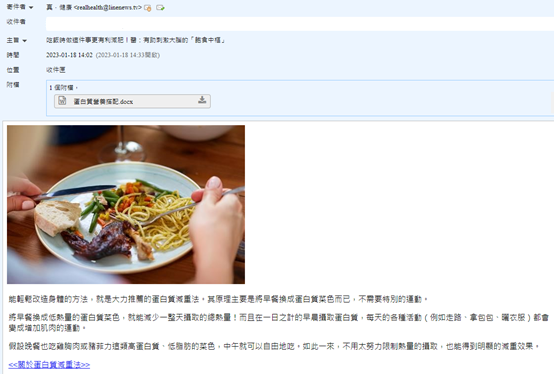 寄件者 真．健康 <realhealth@linenews.tv>
收件者
主旨 吃飯時做這件事更有利減肥！醫：有助刺激大腦的「飽食中樞」
時間 2023-01-18 14:02 (2023-01-18 14:33開啟)
位置 收件匣
附檔 1 個附檔，
蛋白質營養搭配.docx
能輕鬆改造身體的方法，就是大力推薦的蛋白質減重法。其原理主要是將早餐換成蛋白質菜色而已，不需要特別的運動。
將早餐換成低熱量的蛋白質菜色，就能減少一整天攝取的總熱量！而且在一日之計的早晨攝取蛋白質，每天的各種活動（例如走路、拿包包、曬衣服）都會
變成增加肌肉的運動。
假設晚餐也吃雞胸肉或豬菲力這類高蛋白質、低脂肪的菜色，中午就可以自由地吃。如此一來，不用太努力限制熱量的攝取，也能得到明顯的減重效果。
<<關於蛋白質減重法>>